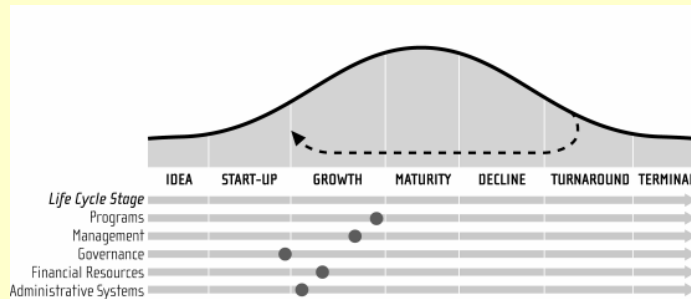 IDEA START-UP GROWTH MATURITY DECLINE TURNAROUND TERMINAL
Life Cycle Stage
Programs
Management
Governance
Financial Resources
Administrative Systems